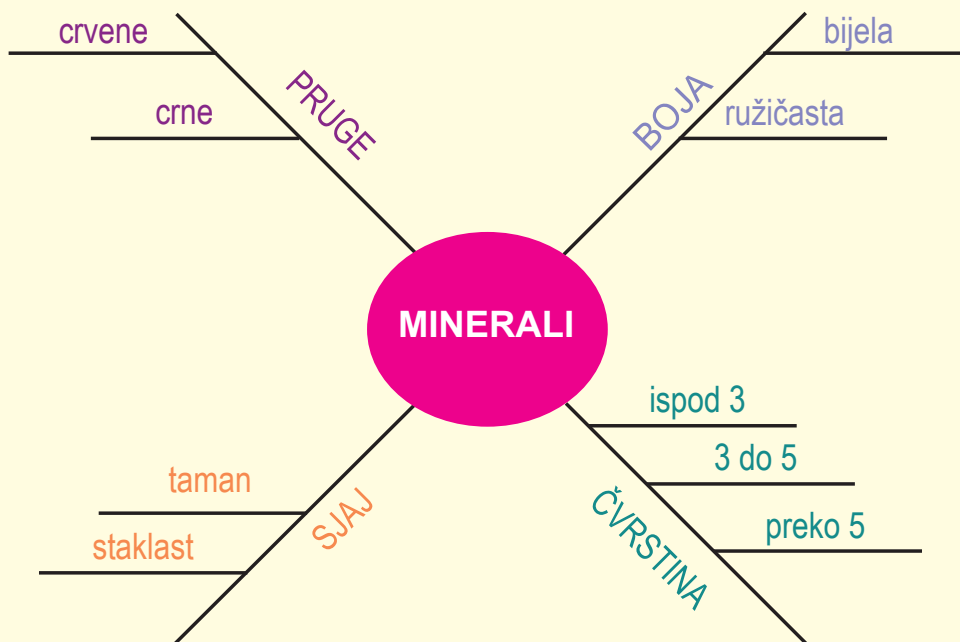 crvene
crne
PRUGE
BOJA
bijela
ružičasta
MINERALI
taman
staklast
SJAJ
ispod 3
3 do 5
preko 5
ČVRSTINA